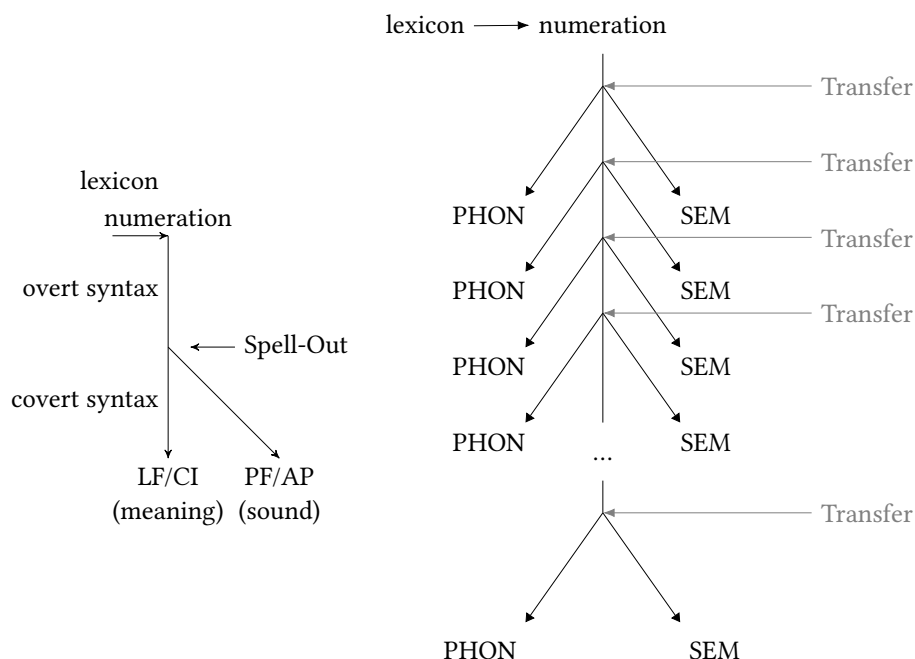 lexicon
numeration
overt syntax
Spell-Out
covert syntax
LF/CI PF/AP
(meaning) (sound)
lexicon numeration
Transfer
Transfer
PHON SEM
Transfer
PHON SEM
Transfer
PHON SEM
PHON SEM
...
Transfer
PHON SEM